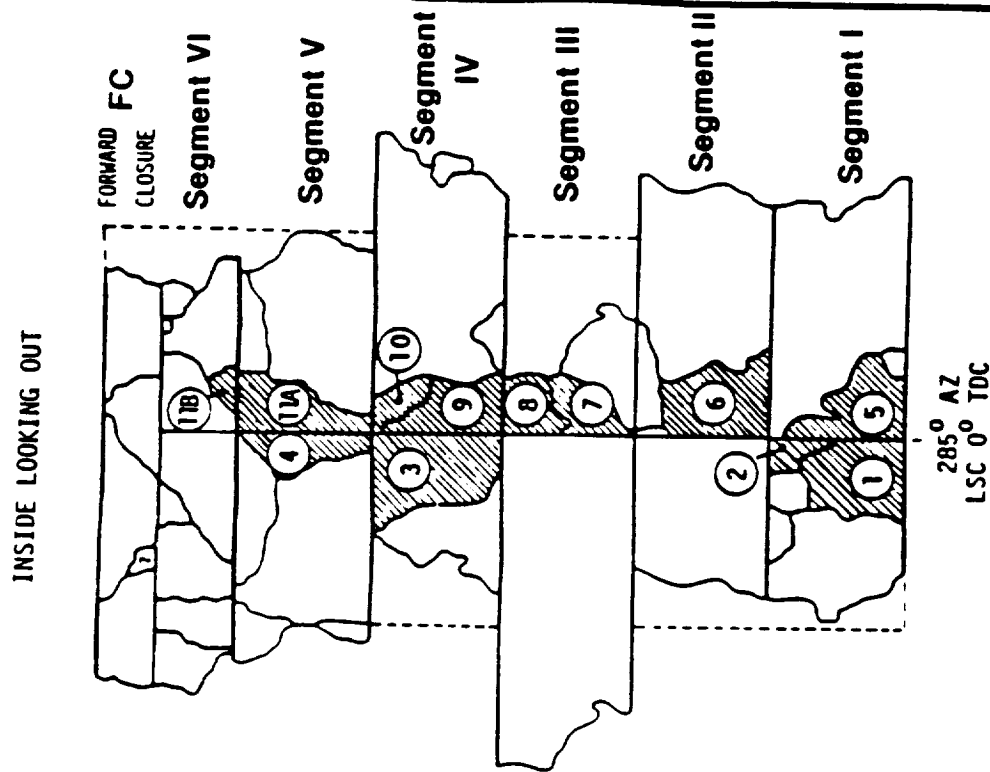 INSIDE LOOKING OUT
FORWARD FC
CLOSURE
Segment VI
Segment V
Segment
IV
Segment III
Segment II
Segment I
11B
11A
4
10
3
9
8
7
6
2
5
1
?
285° AZ
LSC 0° TDC